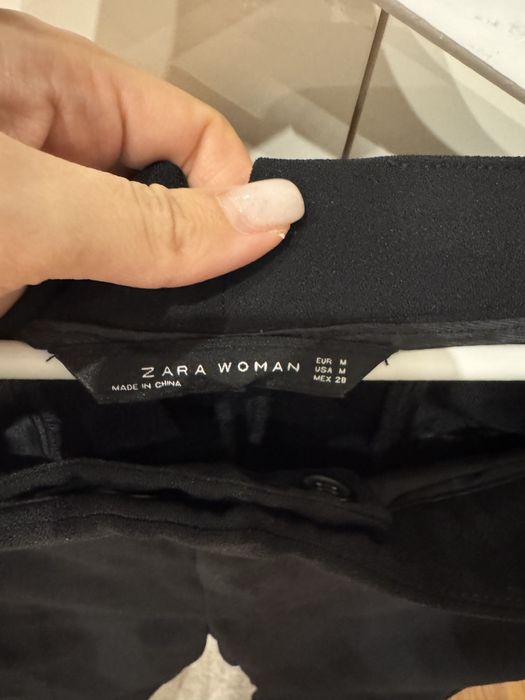 ZARA WOMAN
MADE IN CHINA
EUR M
USA M
MEX 28